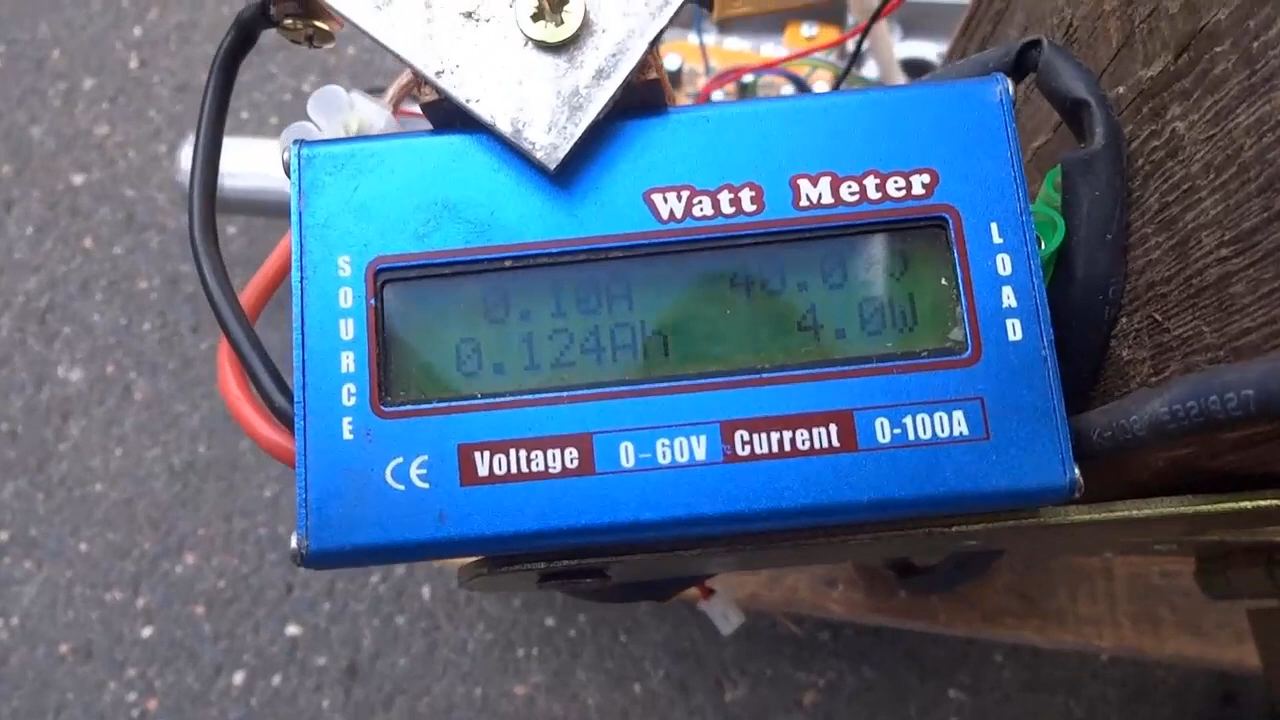 Watt Meter
SOURCE
LOAD
0.10A
0.124Ah 4.0W
CE Voltage 0-60V Current 0-100A